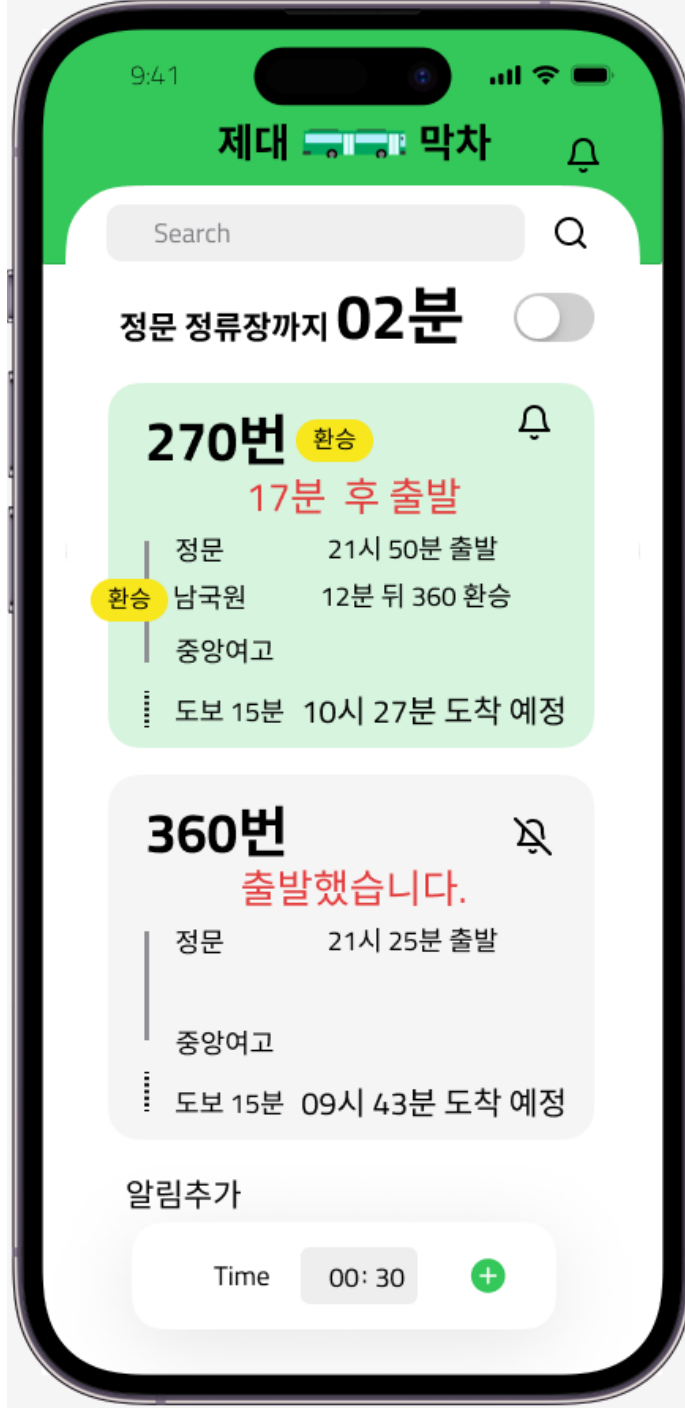 9:41
제대 막차
Search
정문 정류장까지 02분
270번 환승
17분 후 출발
정문 21시 50분 출발
환승 남국원 12분 뒤 360 환승
중앙여고
도보 15분 10시 27분 도착 예정
360번
출발했습니다.
정문 21시 25분 출발
중앙여고
도보 15분 09시 43분 도착 예정
알림추가
Time 00: 30